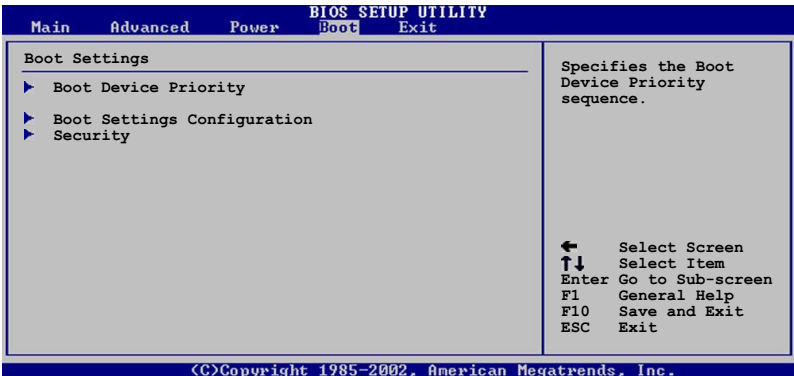 BIOS SETUP UTILITY
Main Advanced Power Boot Exit
Boot Settings
Boot Device Priority
Boot Settings Configuration
Security
Specifies the Boot
Device Priority
sequence.
← Select Screen
↑↓ Select Item
Enter Go to Sub-screen
F1 General Help
F10 Save and Exit
ESC Exit
(C)Copyright 1985-2002, American Megatrends, Inc.